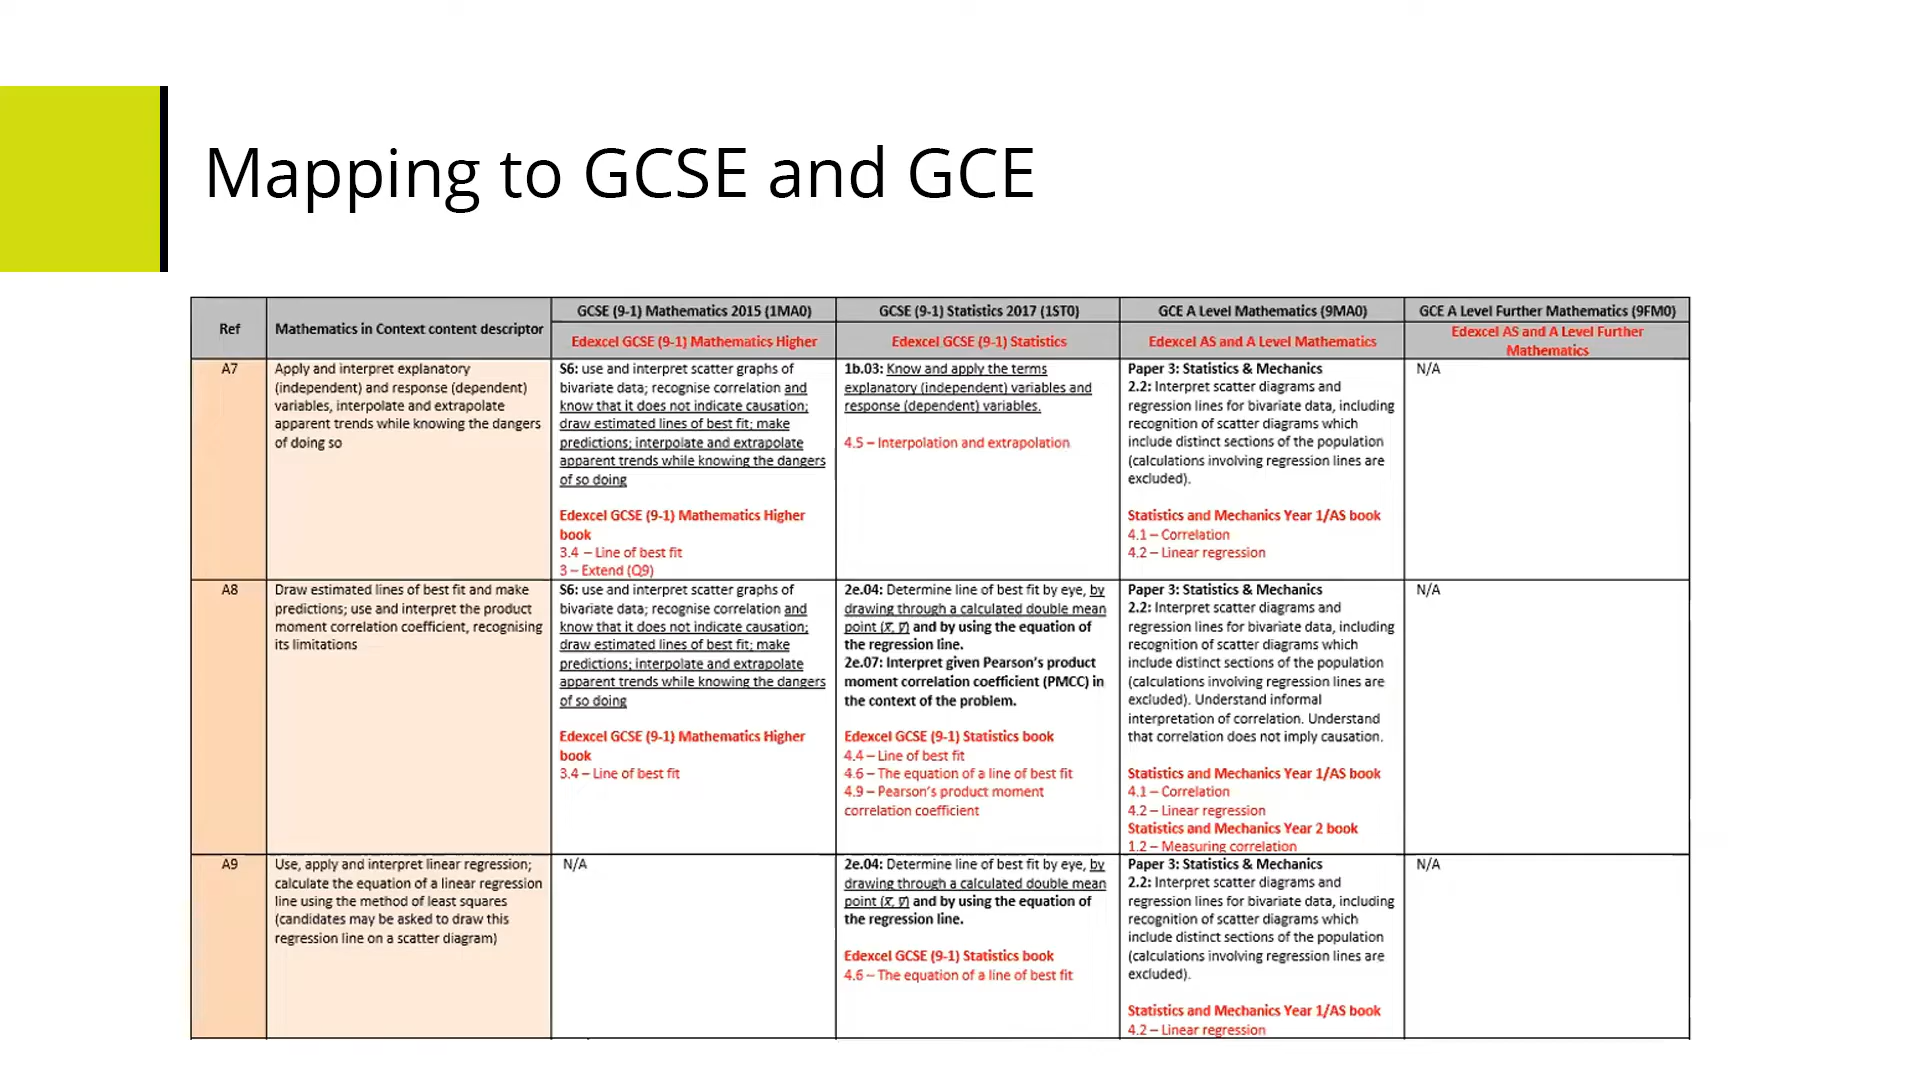 Mapping to GCSE and GCE
Ref
Mathematics in Context content descriptor
GCSE (9-1) Mathematics 2015 (1MA0)
GCSE (9-1) Statistics 2017 (1ST0)
GCE A Level Mathematics (9MA0)
GCE A Level Further Mathematics (9FM0)
Edexcel GCSE (9-1) Mathematics Higher
Edexcel GCSE (9-1) Statistics
Edexcel AS and A Level Mathematics
Edexcel AS and A Level Further
Mathematics
A7
Apply and interpret explanatory
(independent) and response (dependent)
variables, interpolate and extrapolate
apparent trends while knowing the dangers
of doing so
S6: use and interpret scatter graphs of
bivariate data; recognise correlation and
know that it does not indicate causation;
draw estimated lines of best fit; make
predictions; interpolate and extrapolate
apparent trends while knowing the dangers
of so doing
Edexcel GCSE (9-1) Mathematics Higher
book
3.4 – Line of best fit
3 – Extend (Q9)
1b.03: Know and apply the terms
explanatory (independent) variables and
response (dependent) variables.
4.5 – Interpolation and extrapolation
Paper 3: Statistics & Mechanics
2.2: Interpret scatter diagrams and
regression lines for bivariate data, including
recognition of scatter diagrams which
include distinct sections of the population
(calculations involving regression lines are
excluded).
Statistics and Mechanics Year 1/AS book
4.1 – Correlation
4.2 – Linear regression
N/A
A8
Draw estimated lines of best fit and make
predictions; use and interpret the product
moment correlation coefficient, recognising
its limitations
S6: use and interpret scatter graphs of
bivariate data; recognise correlation and
know that it does not indicate causation;
draw estimated lines of best fit; make
predictions; interpolate and extrapolate
apparent trends while knowing the dangers
of so doing
Edexcel GCSE (9-1) Mathematics Higher
book
3.4 – Line of best fit
2e.04: Determine line of best fit by eye, by
drawing through a calculated double mean
point (x̅, y̅) and by using the equation of
the regression line.
2e.07: Interpret given Pearson's product
moment correlation coefficient (PMCC) in
the context of the problem.
Edexcel GCSE (9-1) Statistics book
4.4 – Line of best fit
4.6 – The equation of a line of best fit
4.9 – Pearson's product moment
correlation coefficient
Paper 3: Statistics & Mechanics
2.2: Interpret scatter diagrams and
regression lines for bivariate data, including
recognition of scatter diagrams which
include distinct sections of the population
(calculations involving regression lines are
excluded). Understand informal
interpretation of correlation. Understand
that correlation does not imply causation.
Statistics and Mechanics Year 1/AS book
4.1 – Correlation
4.2 – Linear regression
Statistics and Mechanics Year 2 book
1.2 – Measuring correlation
N/A
A9
Use, apply and interpret linear regression;
calculate the equation of a linear regression
line using the method of least squares
(candidates may be asked to draw this
regression line on a scatter diagram)
N/A
2e.04: Determine line of best fit by eye, by
drawing through a calculated double mean
point (x̅, y̅) and by using the equation of
the regression line.
Edexcel GCSE (9-1) Statistics book
4.6 – The equation of a line of best fit
Paper 3: Statistics & Mechanics
2.2: Interpret scatter diagrams and
regression lines for bivariate data, including
recognition of scatter diagrams which
include distinct sections of the population
(calculations involving regression lines are
excluded).
Statistics and Mechanics Year 1/AS book
4.2 – Linear regression
N/A